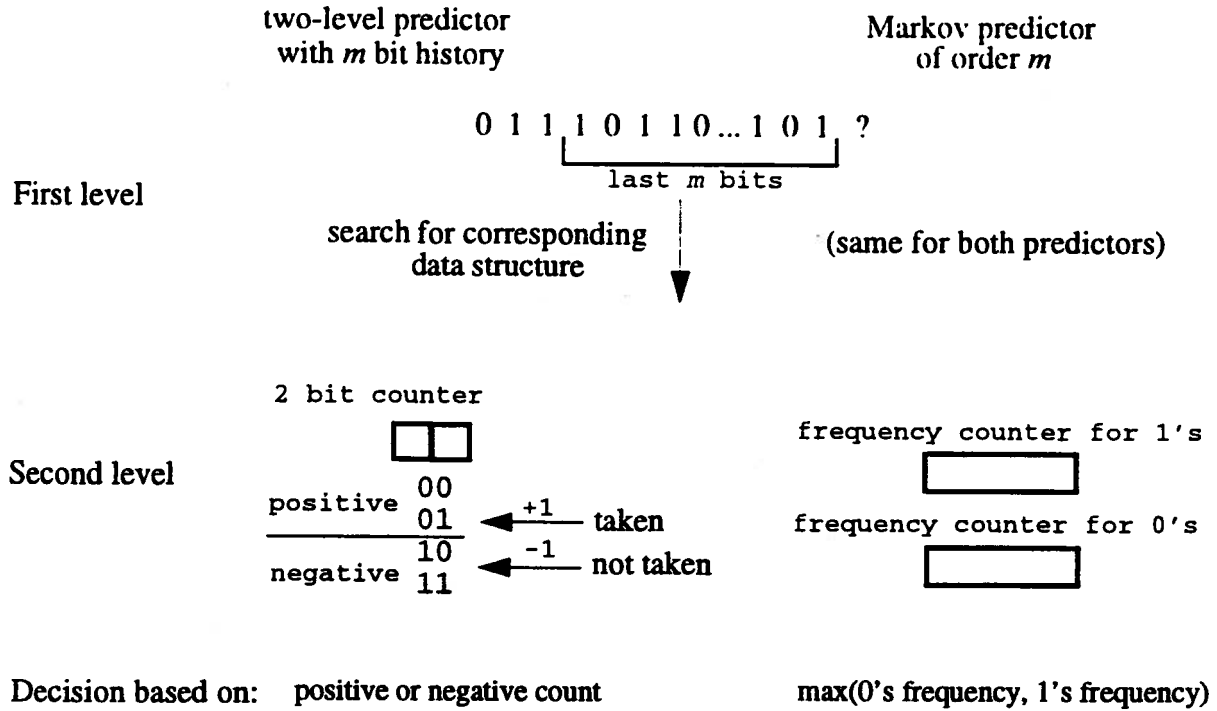 two-level predictor
with m bit history
Markov predictor
of order m
0 1 1 1 0 1 1 0 ... 1 0 1 ?
last m bits
First level
search for corresponding
data structure
(same for both predictors)
2 bit counter
frequency counter for 1's
Second level
positive 00
01
+1
taken
frequency counter for 0's
negative 10
11
-1
not taken
Decision based on: positive or negative count
max(0's frequency, 1's frequency)